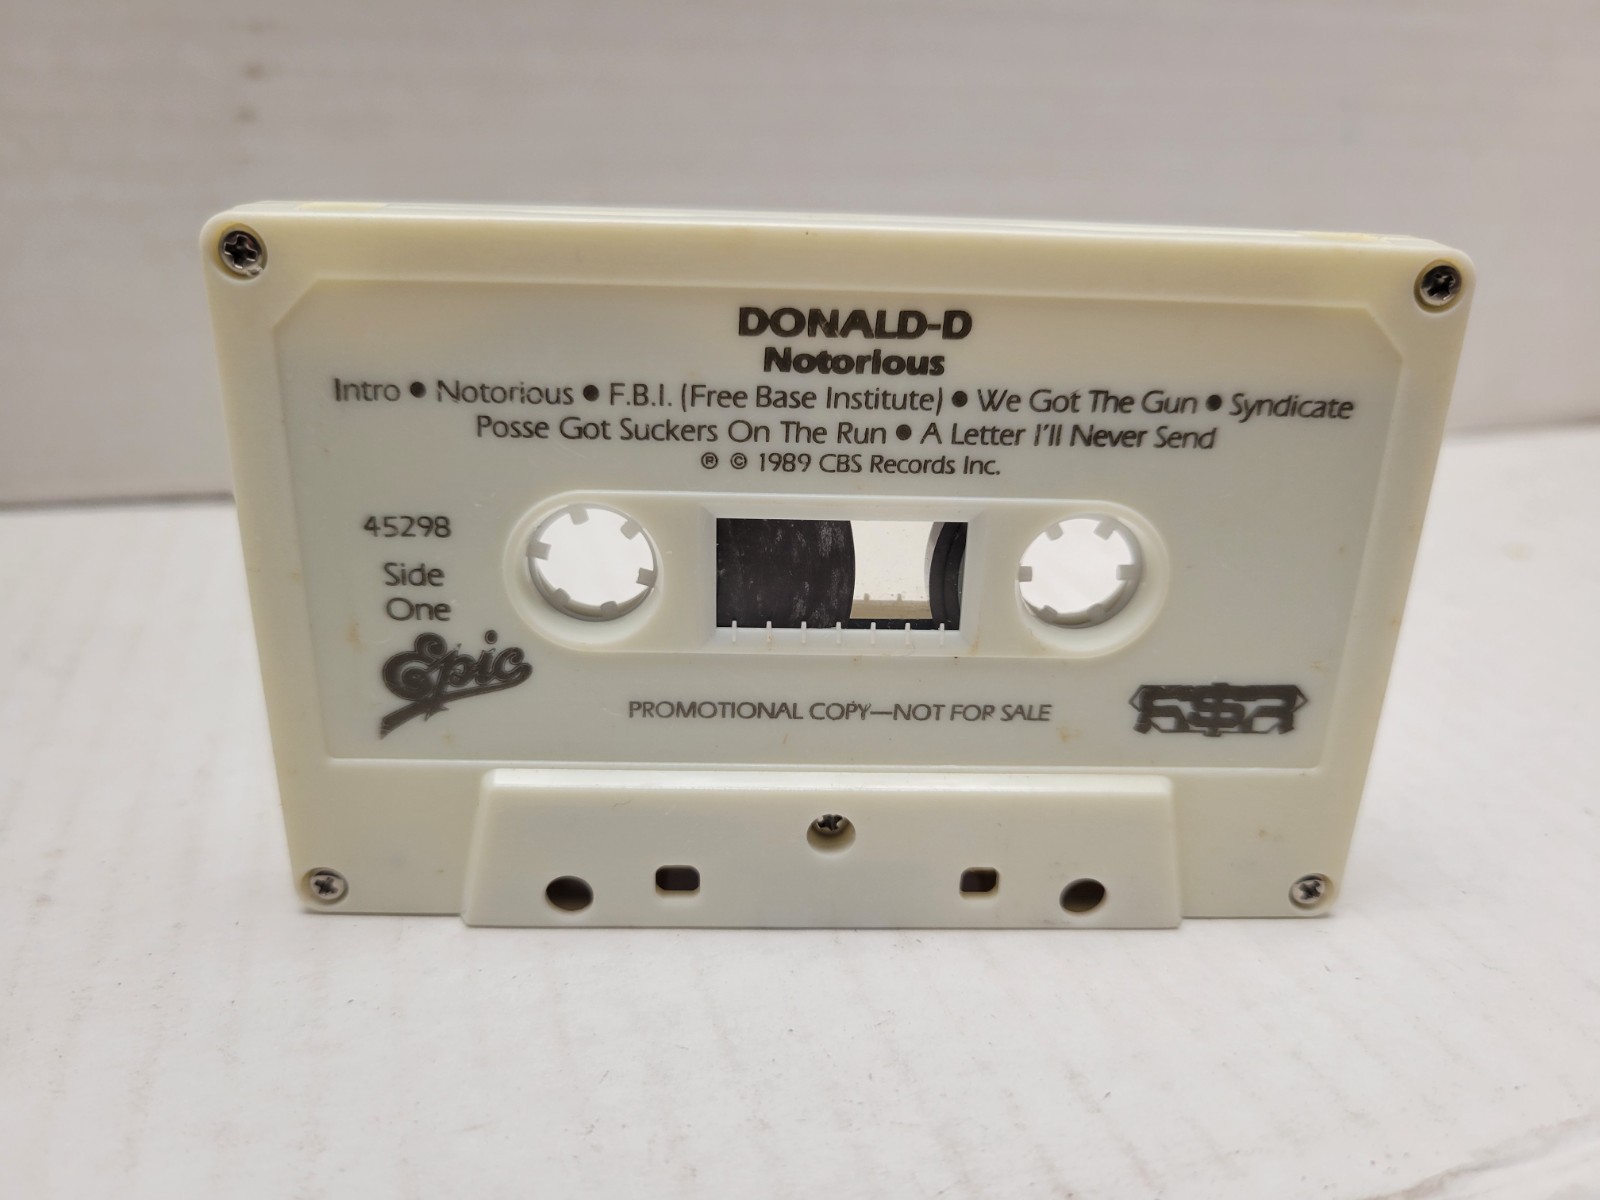 DONALD-D
Notorious
Intro • Notorious • F.B.I. (Free Base Institute) • We Got The Gun • Syndicate
Posse Got Suckers On The Run • A Letter I'll Never Send
® © 1989 CBS Records Inc.
45298
Side
One
Epic
PROMOTIONAL COPY—NOT FOR SALE